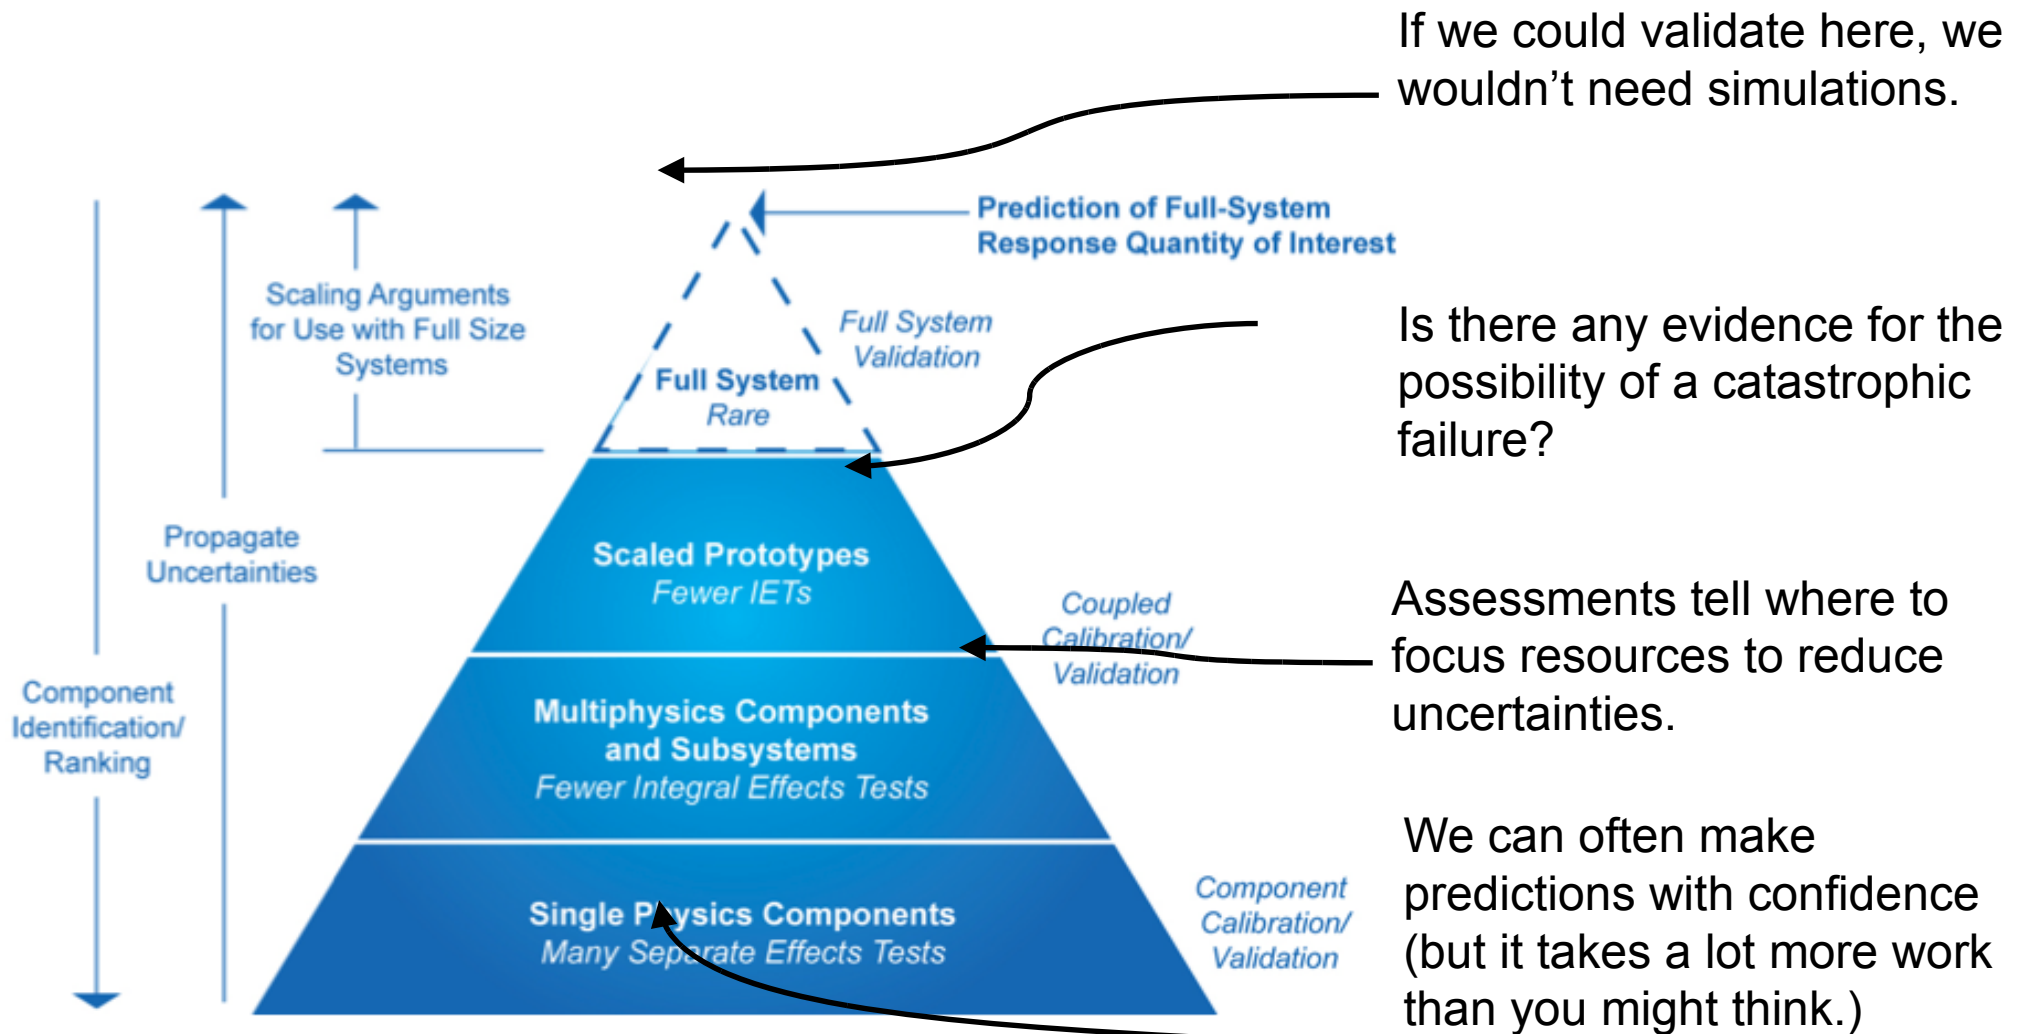 If we could validate here, we
wouldn’t need simulations.
Prediction of Full-System
Response Quantity of Interest
Scaling Arguments
for Use with Full Size
Systems
Full System
Validation
Full System
Rare
Is there any evidence for the
possibility of a catastrophic
failure?
Propagate
Uncertainties
Scaled Prototypes
Fewer IETs
Coupled
Calibration/
Validation
Assessments tell where to
focus resources to reduce
uncertainties.
Component
Identification/
Ranking
Multiphysics Components
and Subsystems
Fewer Integral Effects Tests
Single Physics Components
Many Separate Effects Tests
Component
Calibration/
Validation
We can often make
predictions with confidence
(but it takes a lot more work
than you might think.)